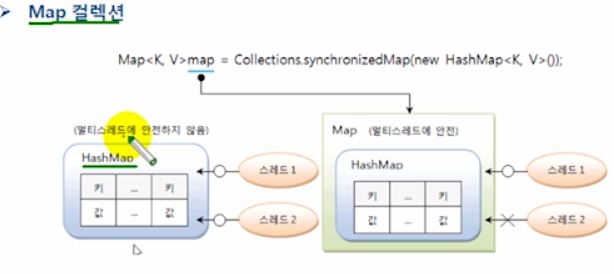 Map 컬렉션
Map<K, V> map = Collections.synchronizedMap(new HashMap<K, V>());
(멀티스레드에 안전하지 않음)
HashMap
키 ... 키
값 ... 값
스레드 1
스레드 2
Map (멀티스레드에 안전)
HashMap
키 ... 키
값 ... 값
스레드 1
스레드 2